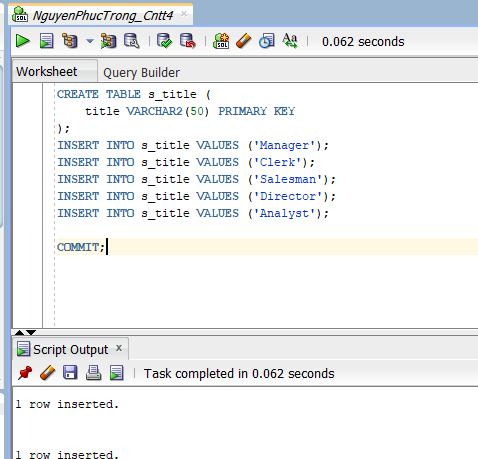 NguyenPhucTrong_Cntt4
0.062 seconds
Worksheet Query Builder
CREATE TABLE s_title (
title VARCHAR2(50) PRIMARY KEY
);
INSERT INTO s_title VALUES ('Manager');
INSERT INTO s_title VALUES ('Clerk');
INSERT INTO s_title VALUES ('Salesman');
INSERT INTO s_title VALUES ('Director');
INSERT INTO s_title VALUES ('Analyst');
COMMIT;
Script Output x
Task completed in 0.062 seconds
1 row inserted.
1 row inserted.